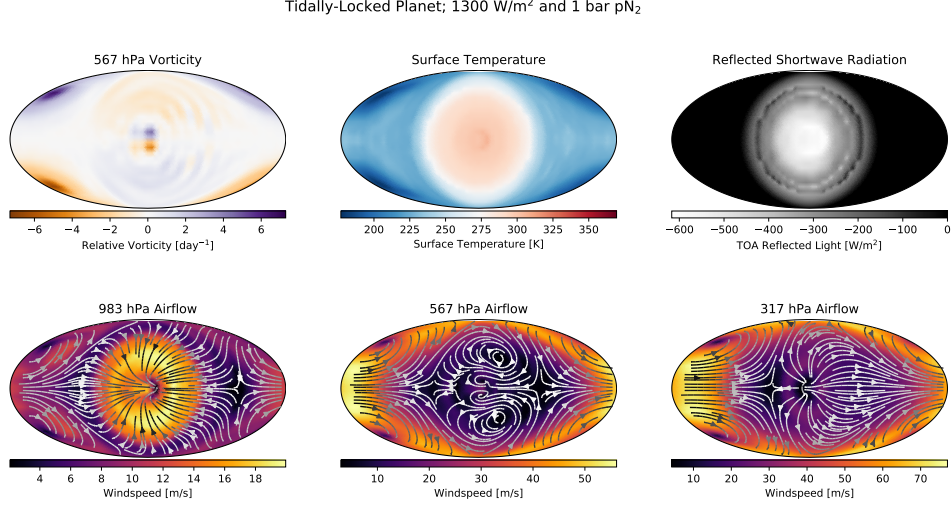 Tidally-Locked Planet; 1300 W/m² and 1 bar pN₂
567 hPa Vorticity
Surface Temperature
Reflected Shortwave Radiation
−6 −4 −2 0 2 4 6
200 225 250 275 300 325 350
−600 −500 −400 −300 −200 −100 0
Relative Vorticity [day⁻¹]
Surface Temperature [K]
TOA Reflected Light [W/m²]
983 hPa Airflow
567 hPa Airflow
317 hPa Airflow
4 6 8 10 12 14 16 18
10 20 30 40 50
10 20 30 40 50 60 70
Windspeed [m/s]
Windspeed [m/s]
Windspeed [m/s]